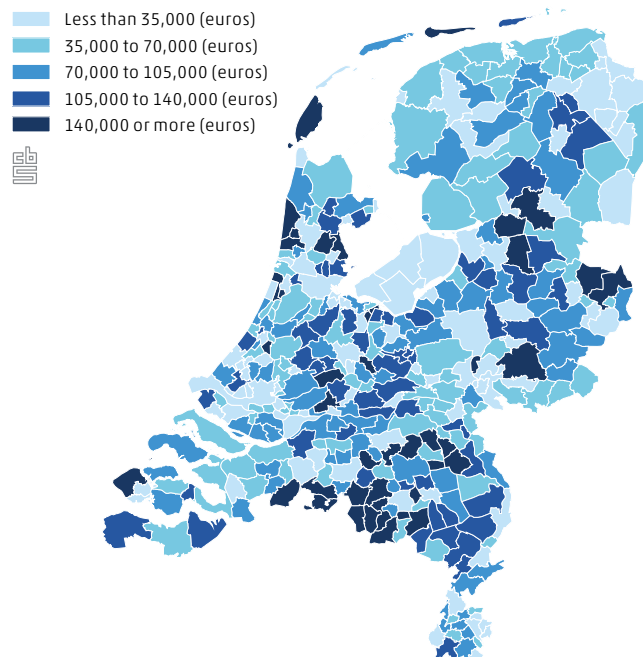 Less than 35,000 (euros)
35,000 to 70,000 (euros)
70,000 to 105,000 (euros)
105,000 to 140,000 (euros)
140,000 or more (euros)
cbs